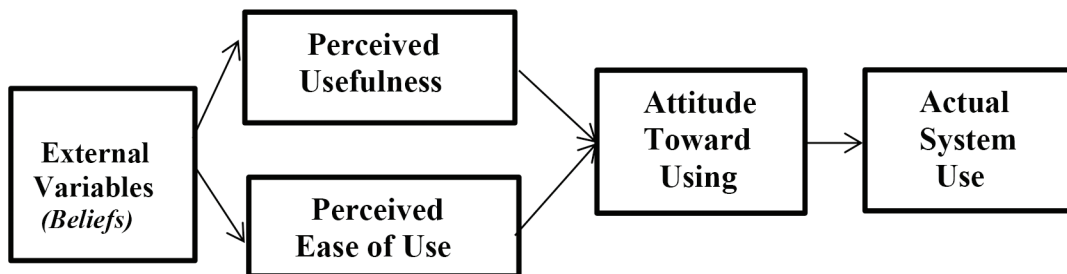 External
Variables
(Beliefs)
Perceived
Usefulness
Perceived
Ease of Use
Attitude
Toward
Using
Actual
System
Use